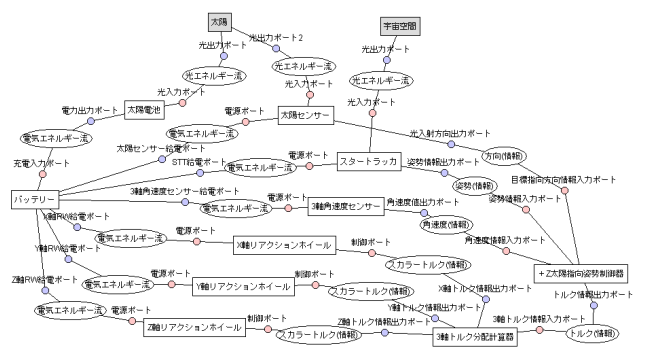 太陽
宇宙空間
光出力ポート
光出力ポート2
光出力ポート
光エネルギー流
光エネルギー流
光エネルギー流
光入力ポート
光入力ポート
光入力ポート
電力出力ポート
太陽電池
電源ポート
太陽センサー
電気エネルギー流
電気エネルギー流
光入射方向出力ポート
太陽センサー給電ポート
電源ポート
スタートラッカ
方向(情報)
充電入力ポート
STT給電ポート
電気エネルギー流
姿勢情報出力ポート
目標指向方向情報入力ポート
姿勢(情報)
バッテリー
3軸角速度センサー給電ポート
電源ポート
3軸角速度センサー
角速度値出力ポート
姿勢情報入力ポート
電気エネルギー流
X軸RW給電ポート
角速度(情報)
電源ポート
制御ポート
角速度情報入力ポート
電気エネルギー流
X軸リアクションホイール
Y軸RW給電ポート
スカラートルク(情報)
+Z太陽指向姿勢制御器
電源ポート
制御ポート
Z軸RW給電ポート
電気エネルギー流
Y軸リアクションホイール
スカラートルク(情報)
X軸トルク情報出力ポート
トルク情報出力ポート
電気エネルギー流
電源ポート
制御ポート
Y軸トルク情報出力ポート
Z軸トルク情報出力ポート
3軸トルク情報入力ポート
Z軸リアクションホイール
スカラートルク(情報)
3軸トルク分配計算器
トルク(情報)